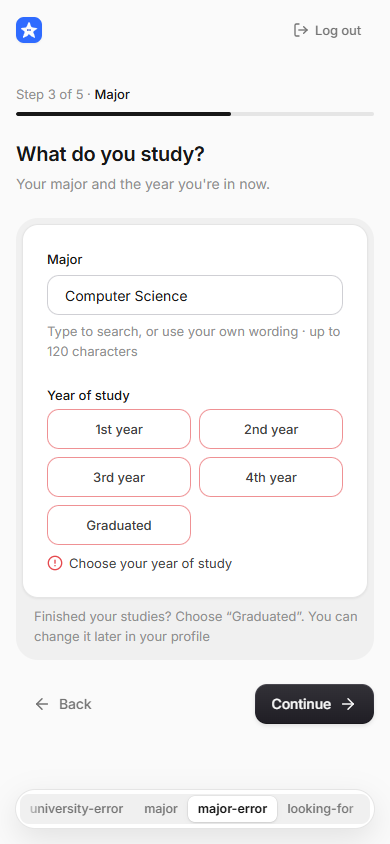 Log out
Step 3 of 5 · Major
What do you study?
Your major and the year you're in now.
Major
Computer Science
Type to search, or use your own wording · up to
120 characters
Year of study
1st year
2nd year
3rd year
4th year
Graduated
Choose your year of study
Finished your studies? Choose “Graduated”. You can
change it later in your profile
Back
Continue
university-error
major
major-error
looking-for